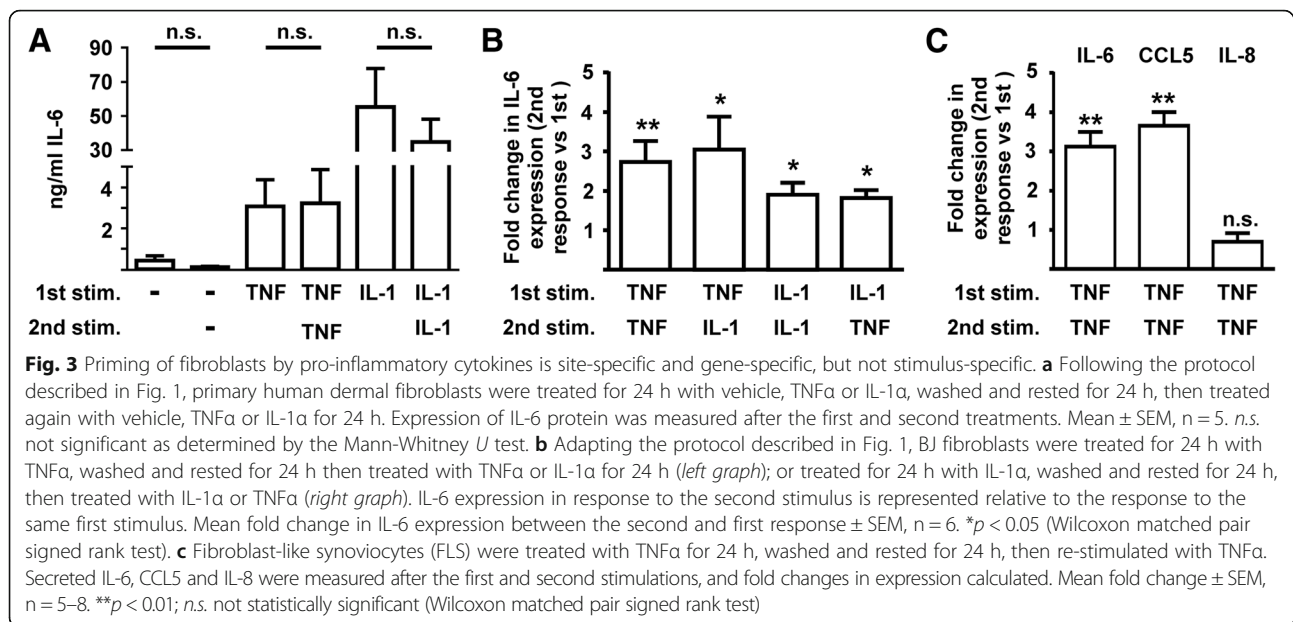 A
n.s. n.s. n.s.
ng/ml IL-6
90
70
50
30
4
2
1st stim. - - TNF TNF IL-1 IL-1
2nd stim. - TNF IL-1
B
Fold change in IL-6
expression (2nd
response vs 1st )
5
4
3
2
1
** * * *
1st stim. TNF TNF IL-1 IL-1
2nd stim. TNF IL-1 IL-1 TNF
C
IL-6 CCL5 IL-8
Fold change in
expression (2nd
response vs 1st)
5
4
3
2
1
** ** n.s.
1st stim. TNF TNF TNF
2nd stim. TNF TNF TNF
Fig. 3 Priming of fibroblasts by pro-inflammatory cytokines is site-specific and gene-specific, but not stimulus-specific. a Following the protocol
described in Fig. 1, primary human dermal fibroblasts were treated for 24 h with vehicle, TNFα or IL-1α, washed and rested for 24 h, then treated
again with vehicle, TNFα or IL-1α for 24 h. Expression of IL-6 protein was measured after the first and second treatments. Mean ± SEM, n = 5. n.s.
not significant as determined by the Mann-Whitney U test. b Adapting the protocol described in Fig. 1, BJ fibroblasts were treated for 24 h with
TNFα, washed and rested for 24 h then treated with TNFα or IL-1α for 24 h (left graph); or treated for 24 h with IL-1α, washed and rested for 24 h,
then treated with IL-1α or TNFα (right graph). IL-6 expression in response to the second stimulus is represented relative to the response to the
same first stimulus. Mean fold change in IL-6 expression between the second and first response ± SEM, n = 6. *p < 0.05 (Wilcoxon matched pair
signed rank test). c Fibroblast-like synoviocytes (FLS) were treated with TNFα for 24 h, washed and rested for 24 h, then re-stimulated with TNFα.
Secreted IL-6, CCL5 and IL-8 were measured after the first and second stimulations, and fold changes in expression calculated. Mean fold change ± SEM,
n = 5–8. **p < 0.01; n.s. not statistically significant (Wilcoxon matched pair signed rank test)